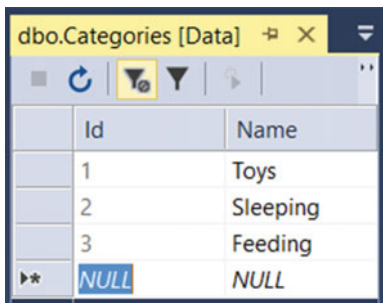 dbo.Categories [Data]
Id Name
1 Toys
2 Sleeping
3 Feeding
NULL NULL